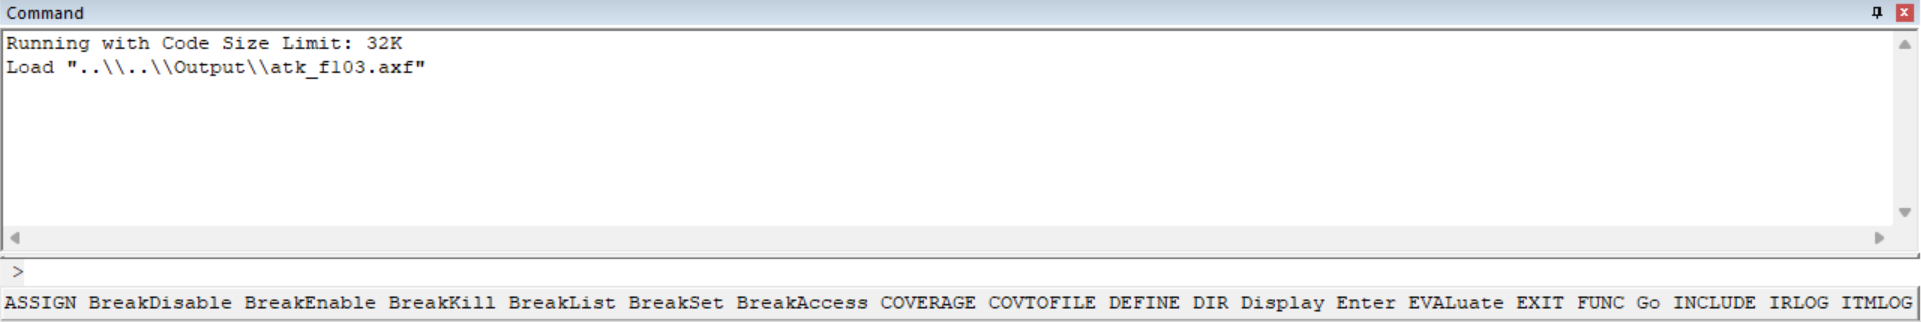 Command
Running with Code Size Limit: 32K
Load "..\\..\\Output\\atk_f103.axf"
>
ASSIGN BreakDisable BreakEnable BreakKill BreakList BreakSet BreakAccess COVERAGE COVTOFILE DEFINE DIR Display Enter EVALuate EXIT FUNC Go INCLUDE IRLOG ITMLOG